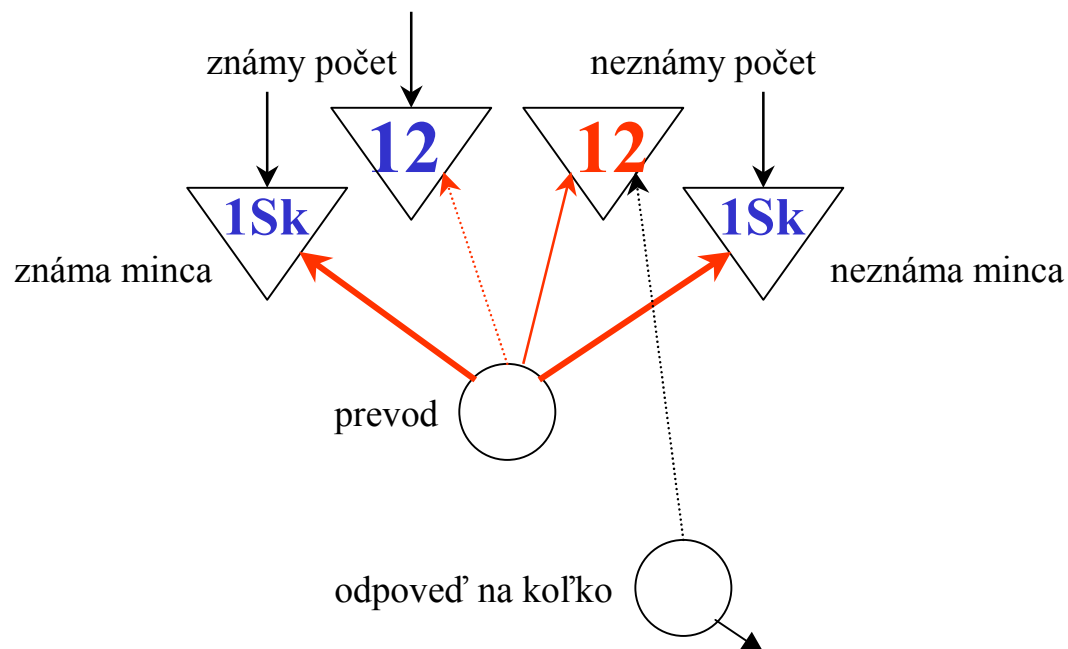 známy počet
neznámy počet
12
12
1Sk
1Sk
známa minca
neznáma minca
prevod
odpoveď na koľko